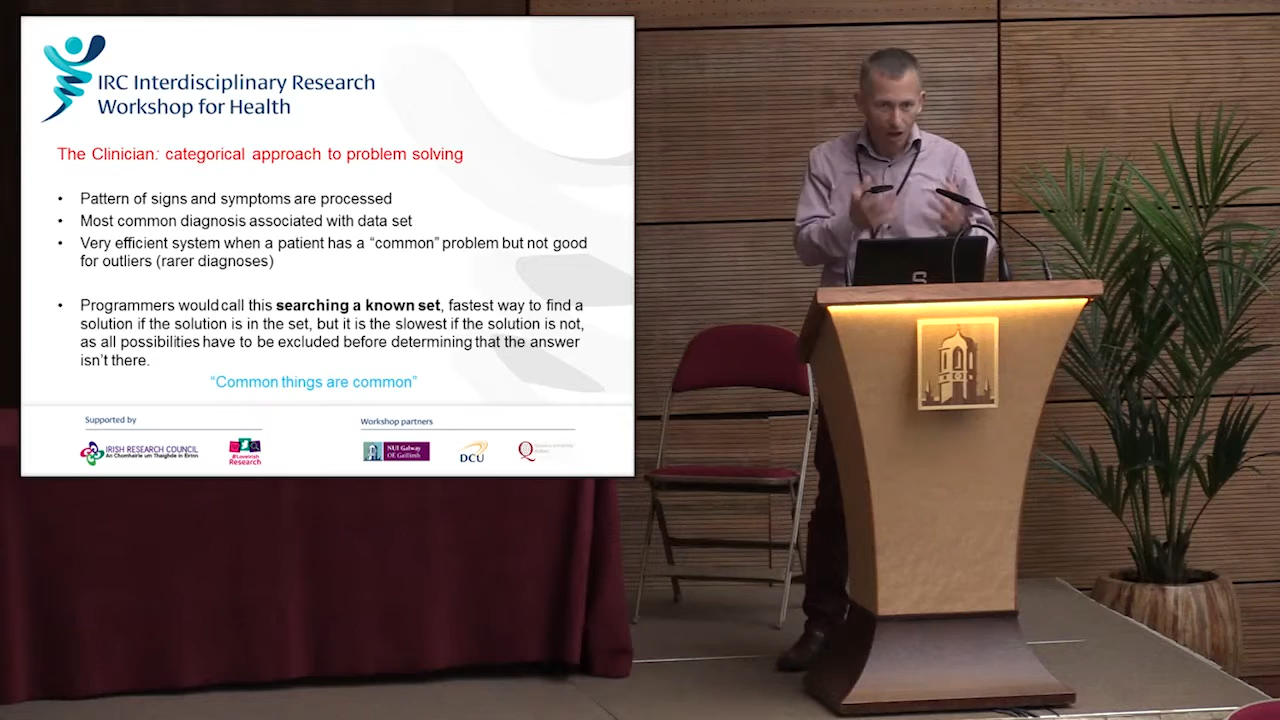 IRC Interdisciplinary Research
Workshop for Health
The Clinician: categorical approach to problem solving
• Pattern of signs and symptoms are processed
• Most common diagnosis associated with data set
• Very efficient system when a patient has a “common” problem but not good
for outliers (rarer diagnoses)
• Programmers would call this searching a known set, fastest way to find a
solution if the solution is in the set, but it is the slowest if the solution is not,
as all possibilities have to be excluded before determining that the answer
isn’t there.
“Common things are common”
Supported by
Workshop partners
IRISH RESEARCH COUNCIL
An Chomhairle um Thaighde in Éirinn
#LoveIrish
Research
NUI Galway
OÉ Gaillimh
DCU